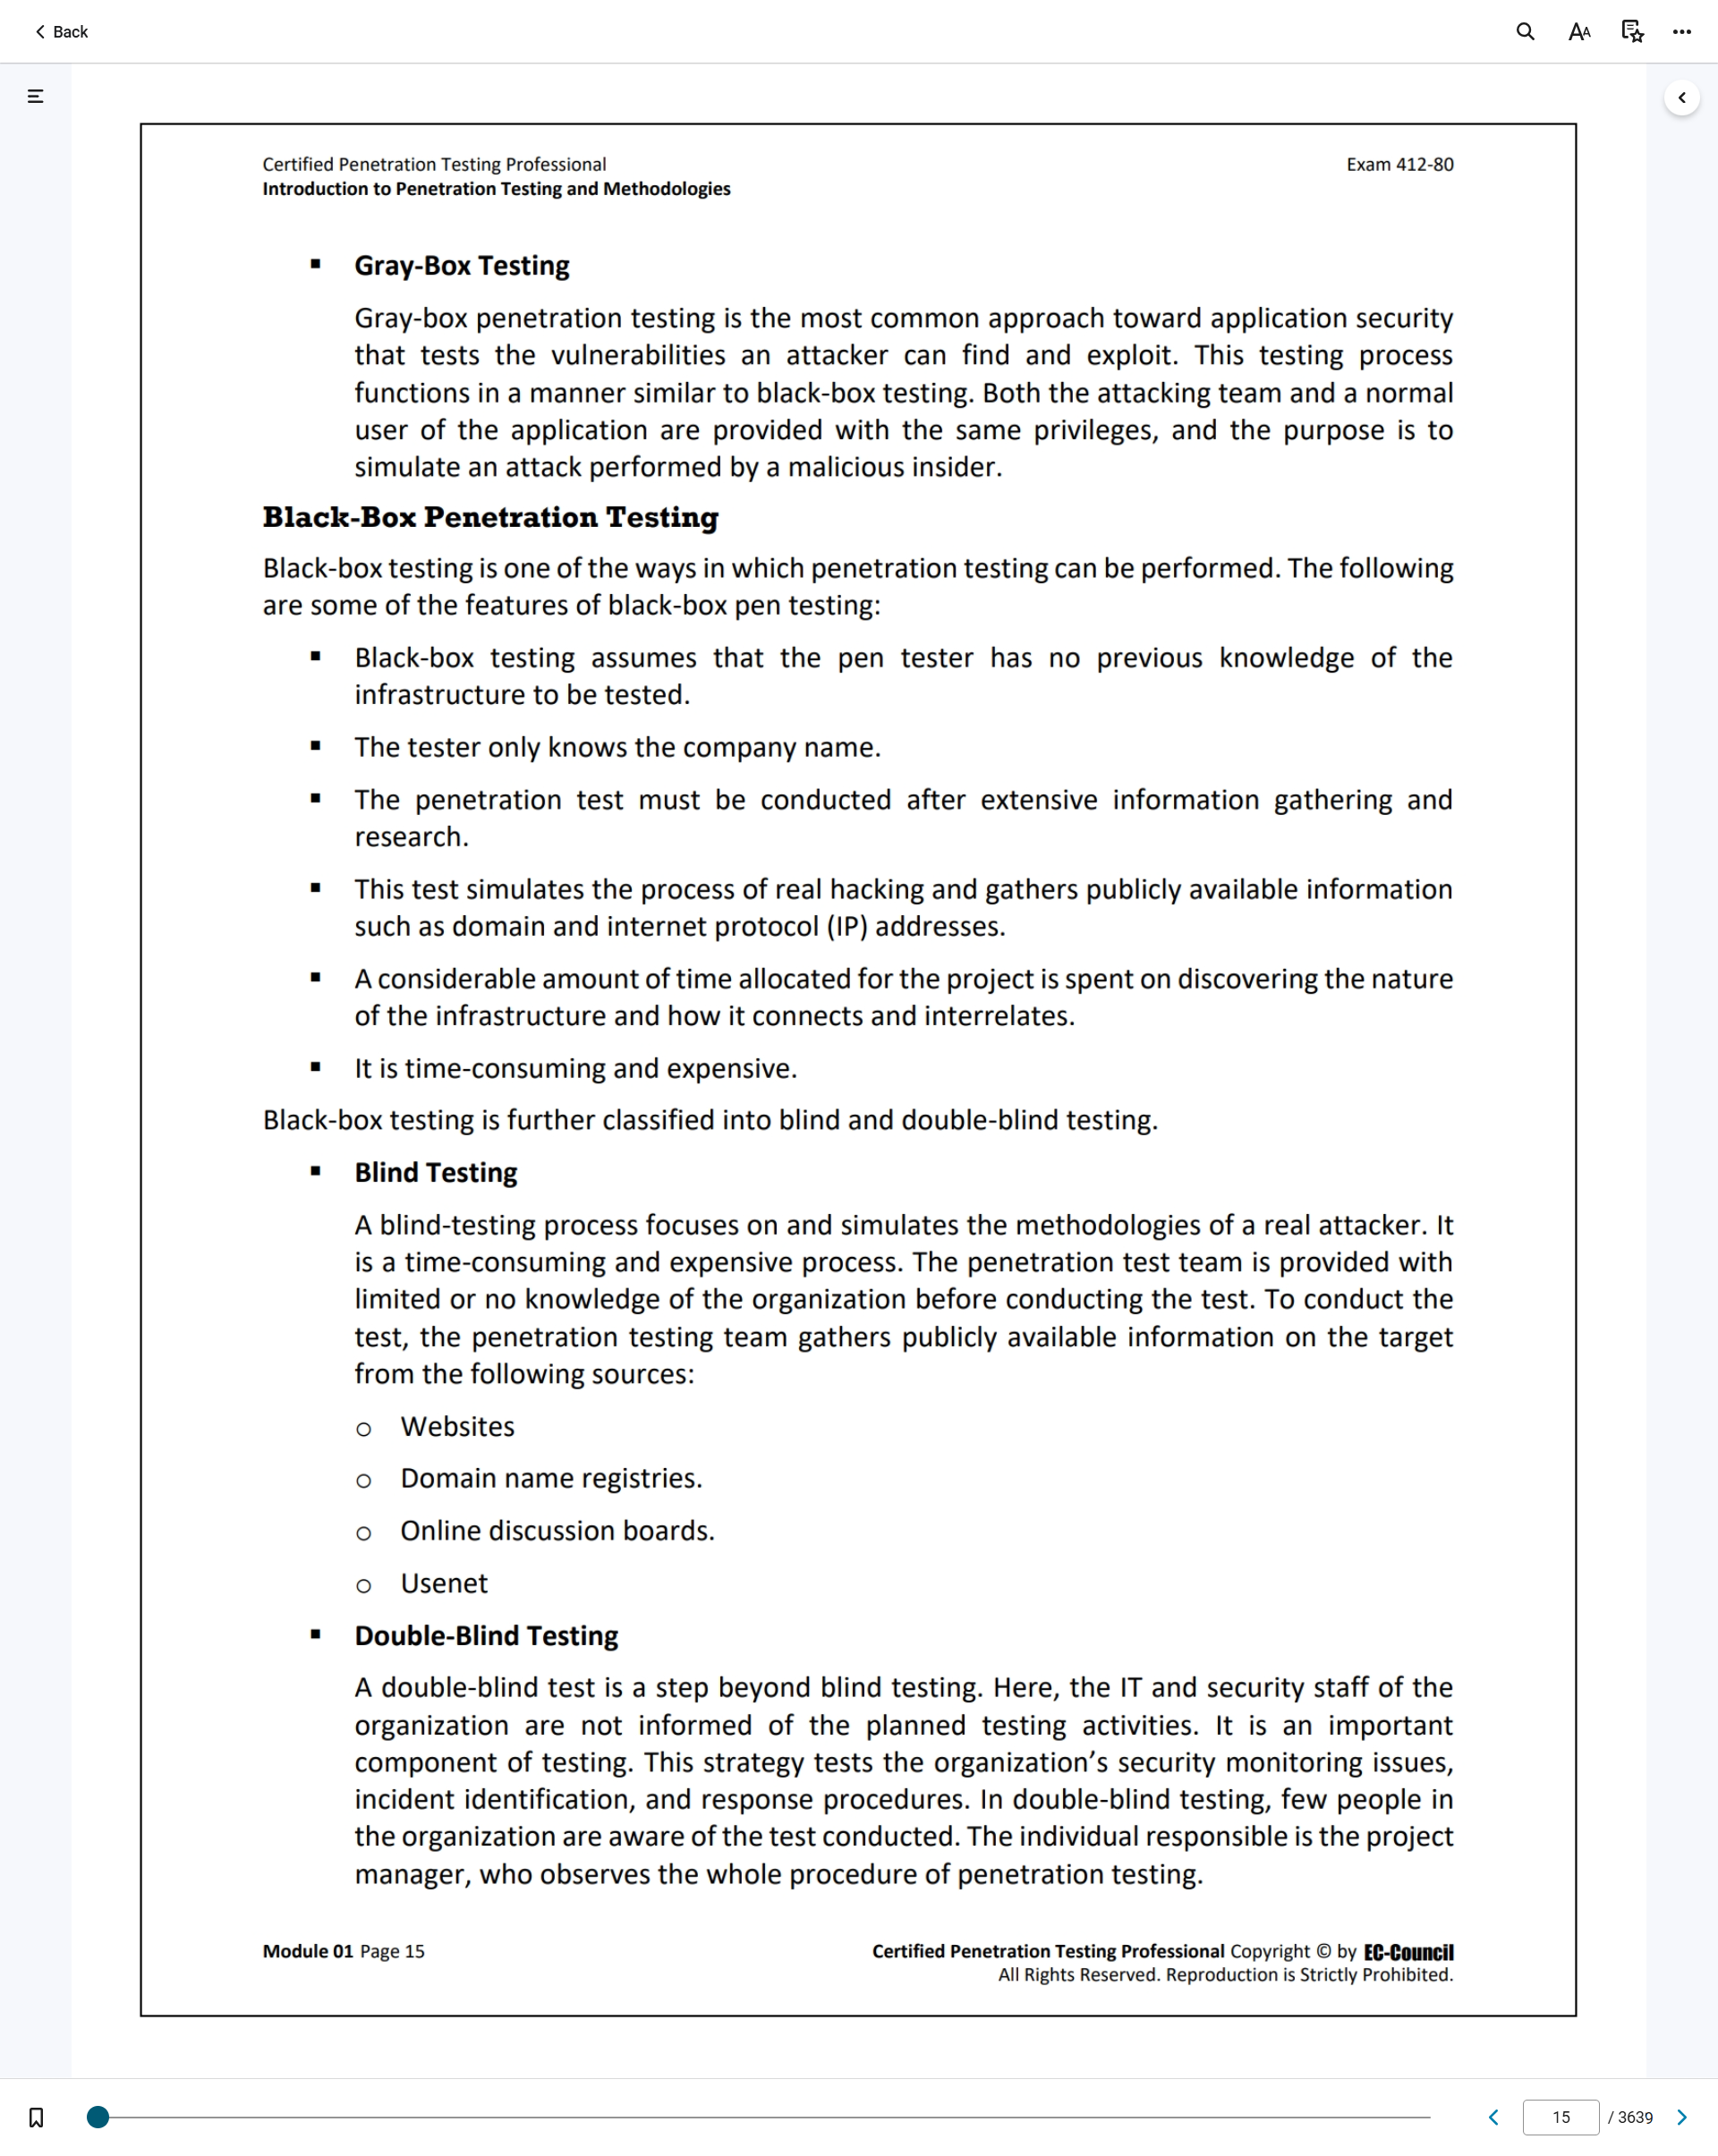 Back
Certified Penetration Testing Professional
Exam 412-80
Introduction to Penetration Testing and Methodologies
▪ Gray-Box Testing
Gray-box penetration testing is the most common approach toward application security
that tests the vulnerabilities an attacker can find and exploit. This testing process
functions in a manner similar to black-box testing. Both the attacking team and a normal
user of the application are provided with the same privileges, and the purpose is to
simulate an attack performed by a malicious insider.
Black-Box Penetration Testing
Black-box testing is one of the ways in which penetration testing can be performed. The following
are some of the features of black-box pen testing:
▪ Black-box testing assumes that the pen tester has no previous knowledge of the
infrastructure to be tested.
▪ The tester only knows the company name.
▪ The penetration test must be conducted after extensive information gathering and
research.
▪ This test simulates the process of real hacking and gathers publicly available information
such as domain and internet protocol (IP) addresses.
▪ A considerable amount of time allocated for the project is spent on discovering the nature
of the infrastructure and how it connects and interrelates.
▪ It is time-consuming and expensive.
Black-box testing is further classified into blind and double-blind testing.
▪ Blind Testing
A blind-testing process focuses on and simulates the methodologies of a real attacker. It
is a time-consuming and expensive process. The penetration test team is provided with
limited or no knowledge of the organization before conducting the test. To conduct the
test, the penetration testing team gathers publicly available information on the target
from the following sources:
o Websites
o Domain name registries.
o Online discussion boards.
o Usenet
▪ Double-Blind Testing
A double-blind test is a step beyond blind testing. Here, the IT and security staff of the
organization are not informed of the planned testing activities. It is an important
component of testing. This strategy tests the organization’s security monitoring issues,
incident identification, and response procedures. In double-blind testing, few people in
the organization are aware of the test conducted. The individual responsible is the project
manager, who observes the whole procedure of penetration testing.
Module 01 Page 15
Certified Penetration Testing Professional Copyright © by EC-Council
All Rights Reserved. Reproduction is Strictly Prohibited.
15 / 3639